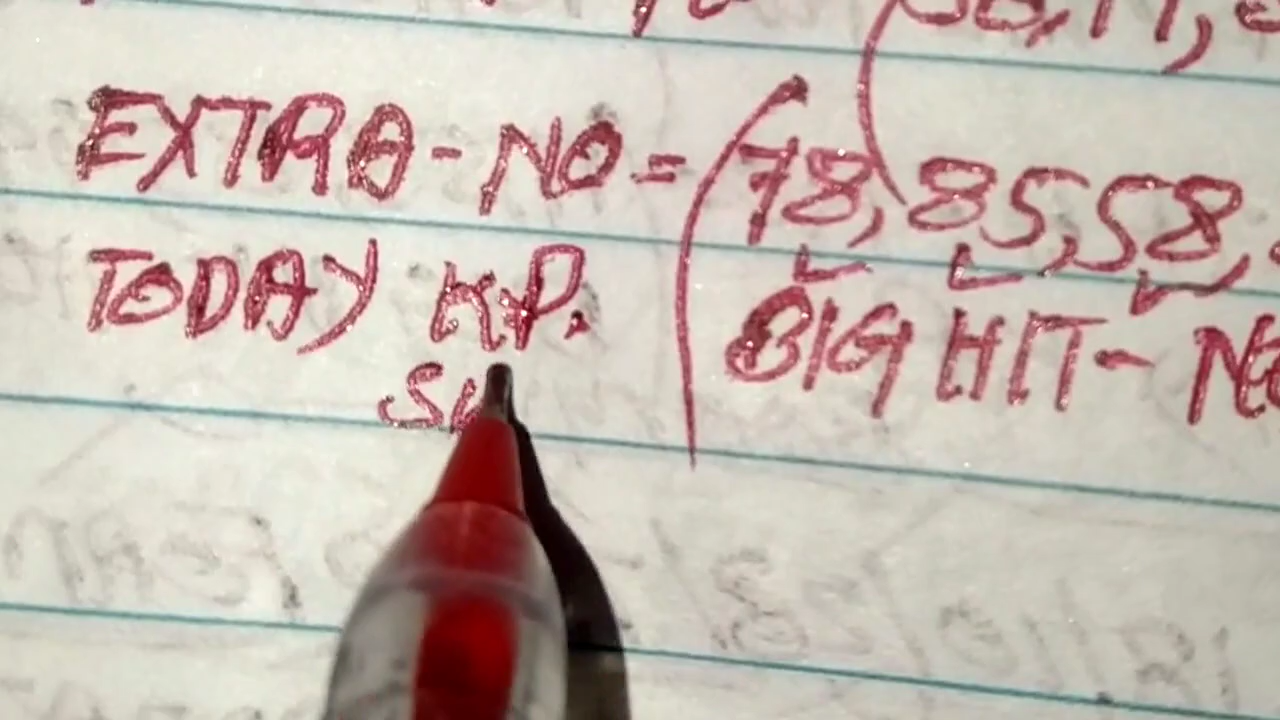 EXTRA-NO=(78,85,58,
TODAY KP. (BIG HIT-NO